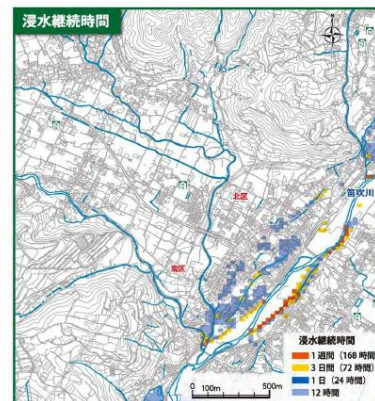 浸水継続時間
N
笛吹川
北区
南区
浸水継続時間
1週間（168時間）
3日間（72時間）
1日（24時間）
12時間
0 100m 500m